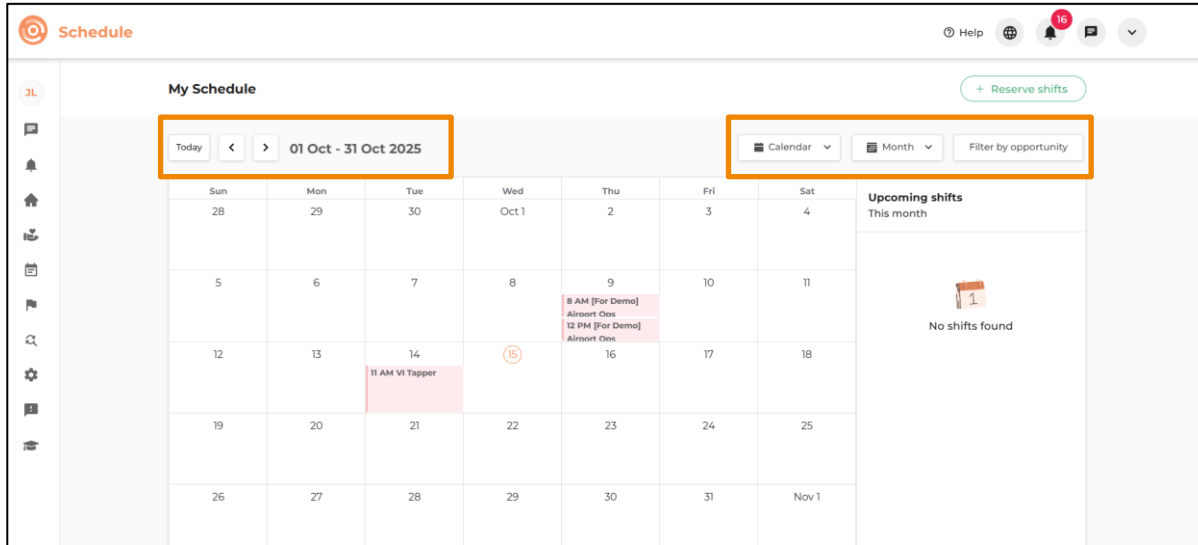 Schedule
Help
16
JL
My Schedule
+ Reserve shifts
Today
01 Oct - 31 Oct 2025
Calendar
Month
Filter by opportunity
Sun Mon Tue Wed Thu Fri Sat
28 29 30 Oct 1 2 3 4
Upcoming shifts
This month
5 6 7 8 9 10 11
8 AM [For Demo]
Airport Ops
12 PM [For Demo]
Airport Ops
1
No shifts found
12 13 14 15 16 17 18
11 AM VI Tapper
19 20 21 22 23 24 25
26 27 28 29 30 31 Nov 1